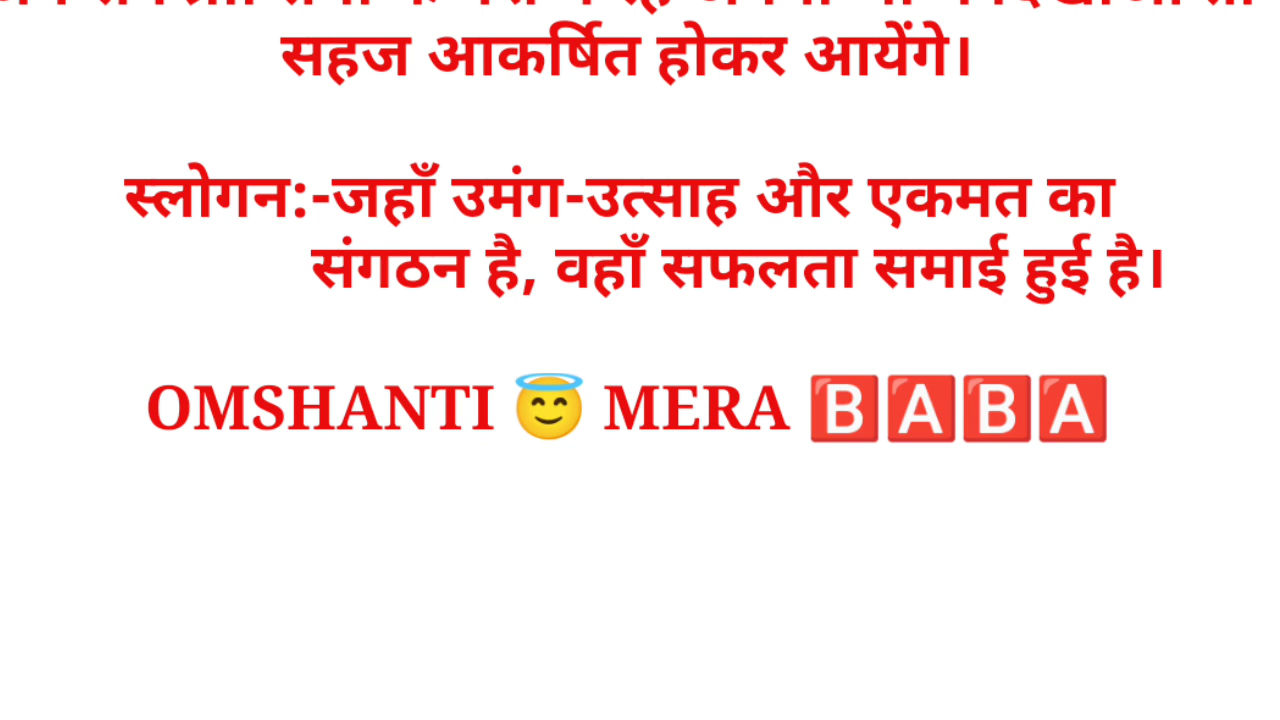 सहज आकर्षित होकर आयेंगे।
स्लोगन:-जहाँ उमंग-उत्साह और एकमत का
संगठन है, वहाँ सफलता समाई हुई है।
OMSHANTI 😇 MERA 🅱🅰🅱🅰